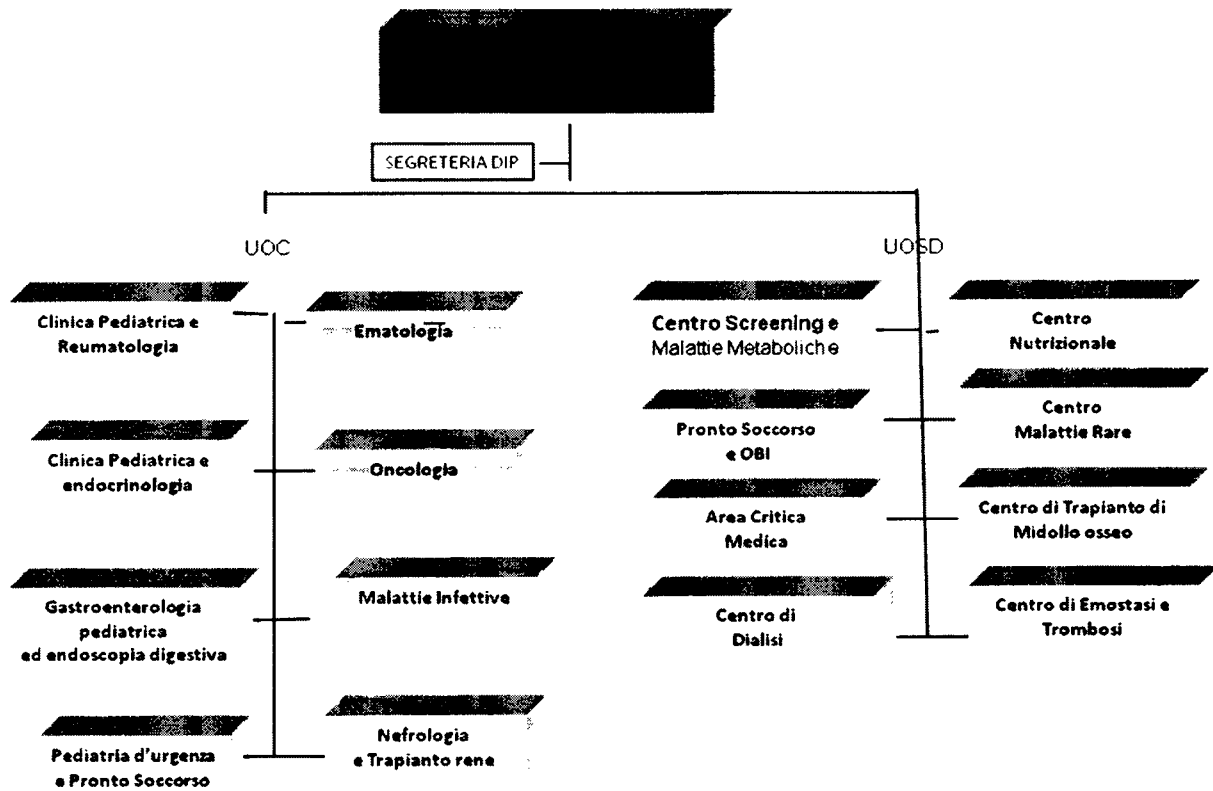 SEGRETERIA DIP
UOC
UOSD
Clinica Pediatrica e
Reumatologia
Ematologia
Clinica Pediatrica e
endocrinologia
Oncologia
Gastroenterologia
pediatrica
ed endoscopia digestiva
Malattie Infettive
Pediatria d'urgenza
e Pronto Soccorso
Nefrologia
e Trapianto rene
Centro Screening e
Malattie Metaboliche
Centro
Nutrizionale
Pronto Soccorso
e OBI
Centro
Malattie Rare
Area Critica
Medica
Centro di Trapianto di
Midollo osseo
Centro di
Dialisi
Centro di Emostasi e
Trombosi